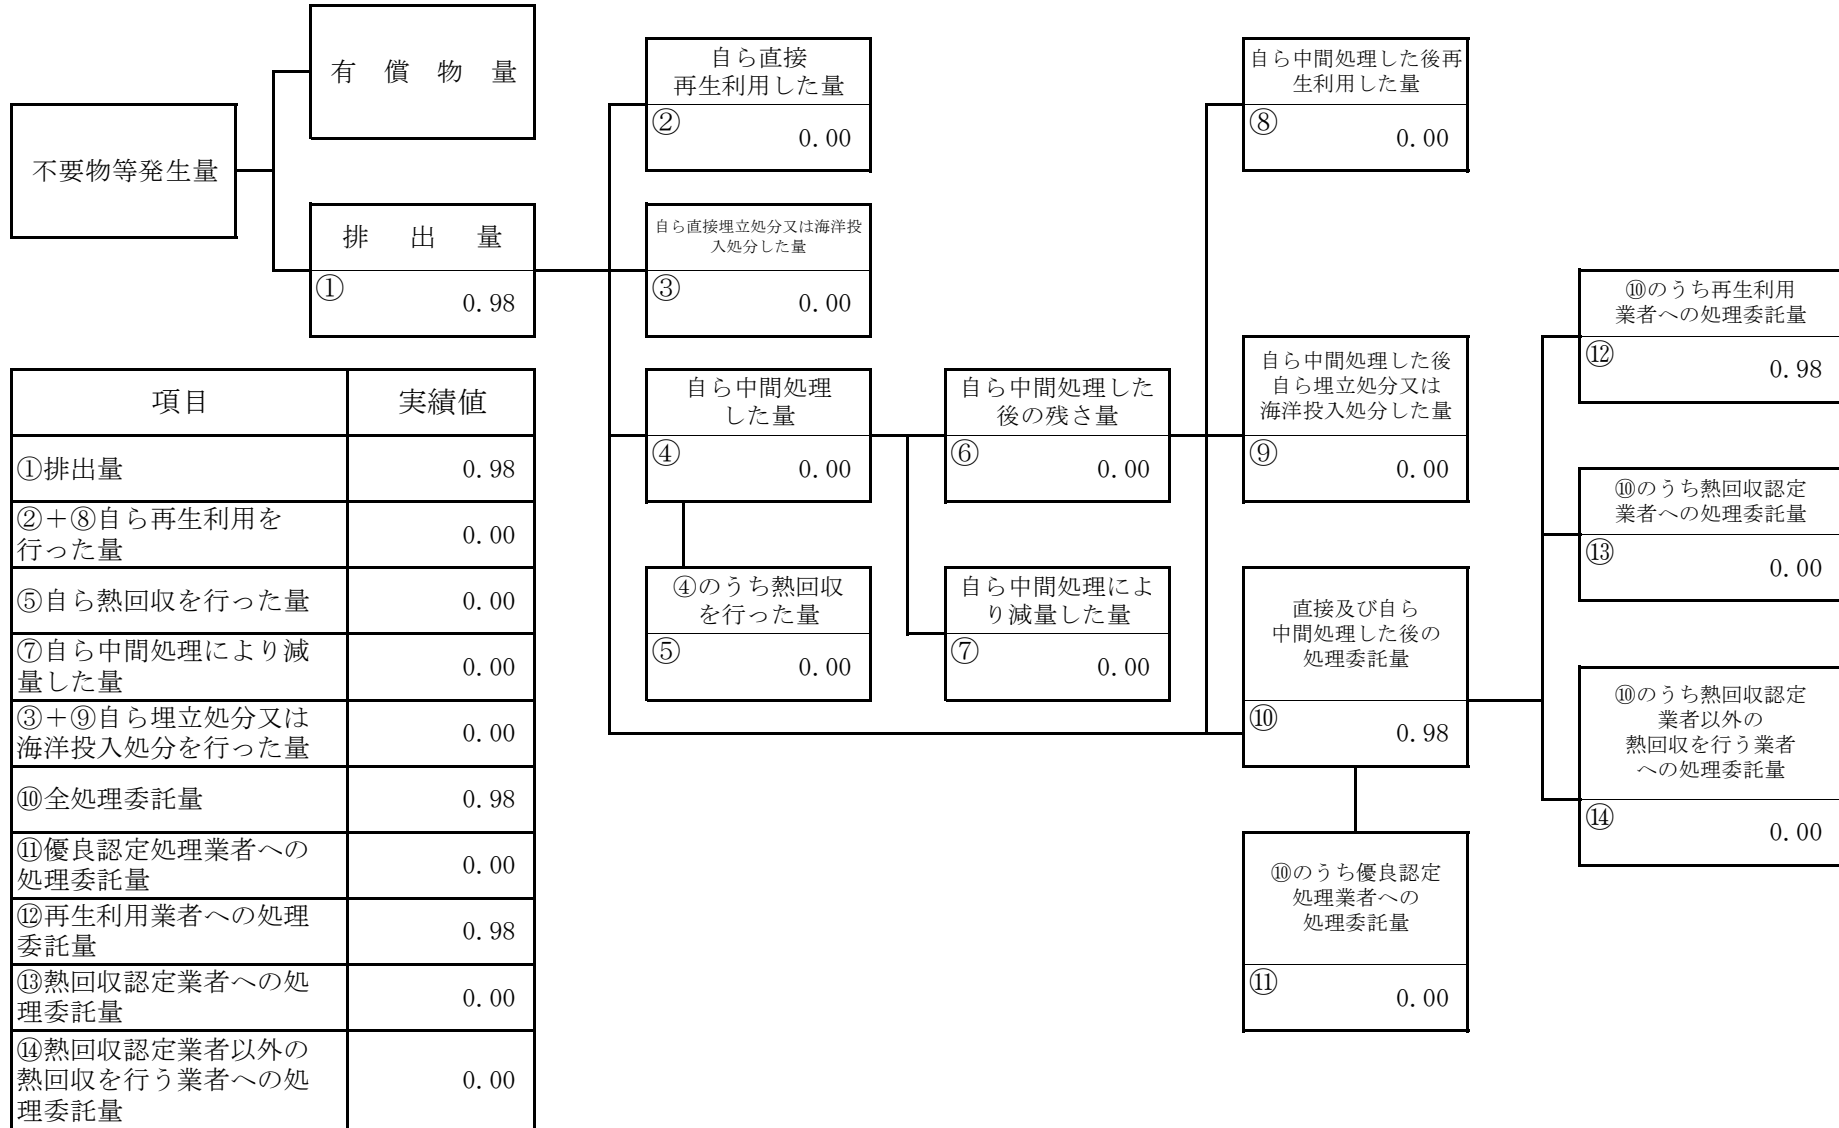 有償物量
不要物等発生量
排出量
①
0.98
自ら直接
再生利用した量
②
0.00
自ら直接埋立処分又は海洋投
入処分した量
③
0.00
自ら中間処理
した量
④
0.00
④のうち熱回収
を行った量
⑤
0.00
自ら中間処理した
後の残さ量
⑥
0.00
自ら中間処理によ
り減量した量
⑦
0.00
自ら中間処理した後再
生利用した量
⑧
0.00
自ら中間処理した後
自ら埋立処分又は
海洋投入処分した量
⑨
0.00
直接及び自ら
中間処理した後の
処理委託量
⑩
0.98
⑩のうち優良認定
処理業者への
処理委託量
⑪
0.00
⑩のうち再生利用
業者への処理委託量
⑫
0.98
⑩のうち熱回収認定
業者への処理委託量
⑬
0.00
⑩のうち熱回収認定
業者以外の
熱回収を行う業者
への処理委託量
⑭
0.00
項目 実績値
①排出量 0.98
②＋⑧自ら再生利用を
行った量 0.00
⑤自ら熱回収を行った量 0.00
⑦自ら中間処理により減
量した量 0.00
③＋⑨自ら埋立処分又は
海洋投入処分を行った量 0.00
⑩全処理委託量 0.98
⑪優良認定処理業者への
処理委託量 0.00
⑫再生利用業者への処理
委託量 0.98
⑬熱回収認定業者への処
理委託量 0.00
⑭熱回収認定業者以外の
熱回収を行う業者への処
理委託量 0.00